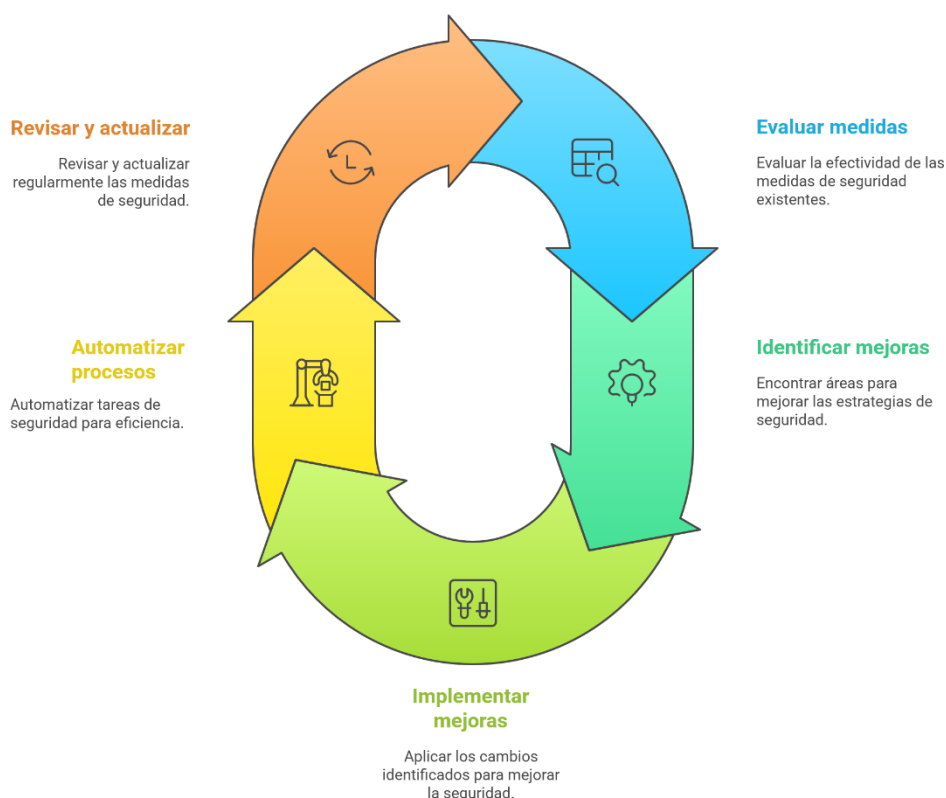 Revisar y actualizar
Revisar y actualizar
regularmente las medidas
de seguridad.
Evaluar medidas
Evaluar la efectividad de las
medidas de seguridad
existentes.
Automatizar
procesos
Automatizar tareas de
seguridad para eficiencia.
Identificar mejoras
Encontrar áreas para
mejorar las estrategias de
seguridad.
Implementar
mejoras
Aplicar los cambios
identificados para mejorar
la seguridad.